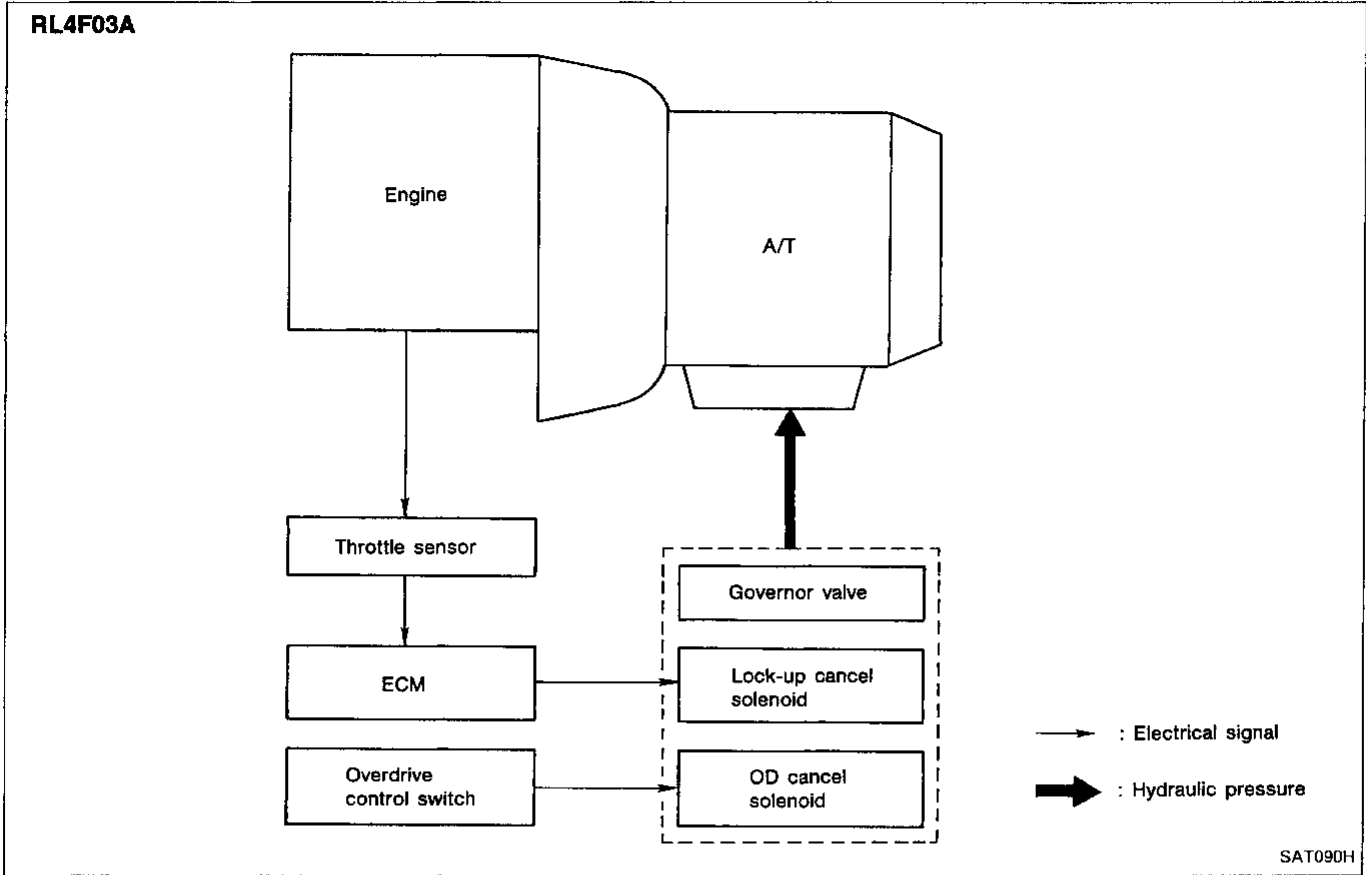 RL4F03A
Engine
A/T
Throttle sensor
Governor valve
ECM
Lock-up cancel
solenoid
Overdrive
control switch
OD cancel
solenoid
: Electrical signal
: Hydraulic pressure
SAT090H